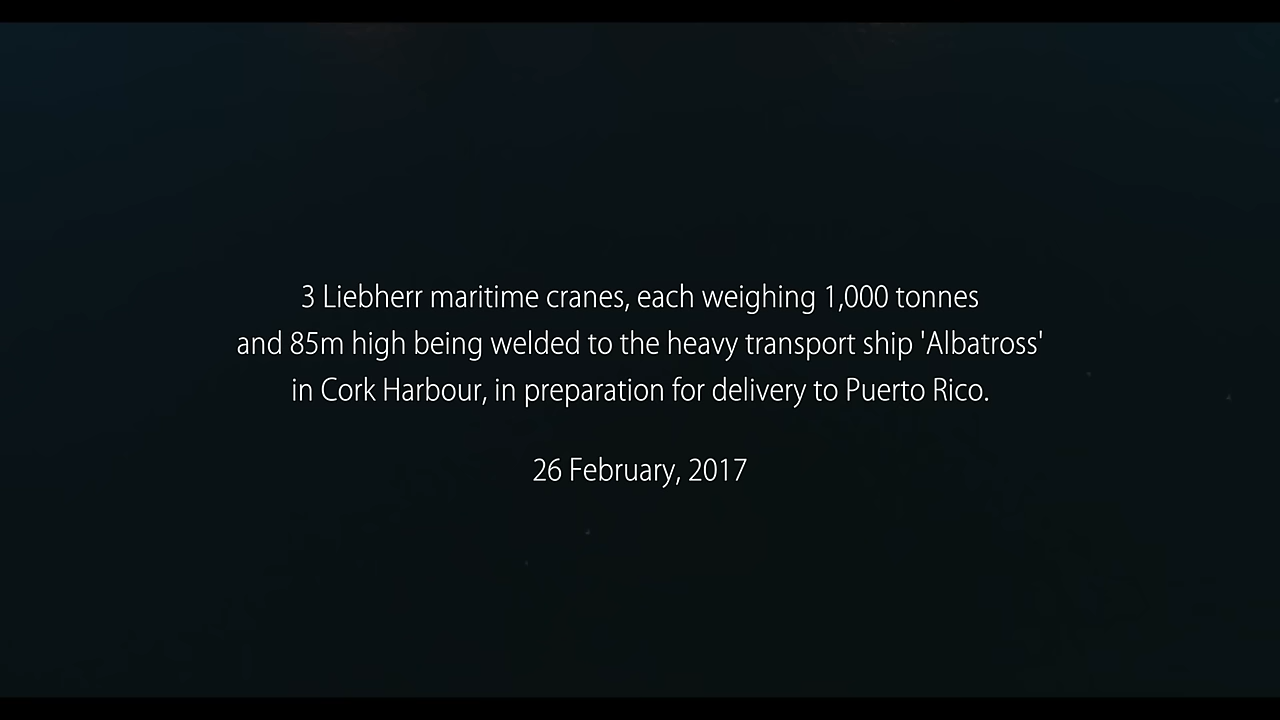 3 Liebherr maritime cranes, each weighing 1,000 tonnes
and 85m high being welded to the heavy transport ship 'Albatross'
in Cork Harbour, in preparation for delivery to Puerto Rico.
26 February, 2017